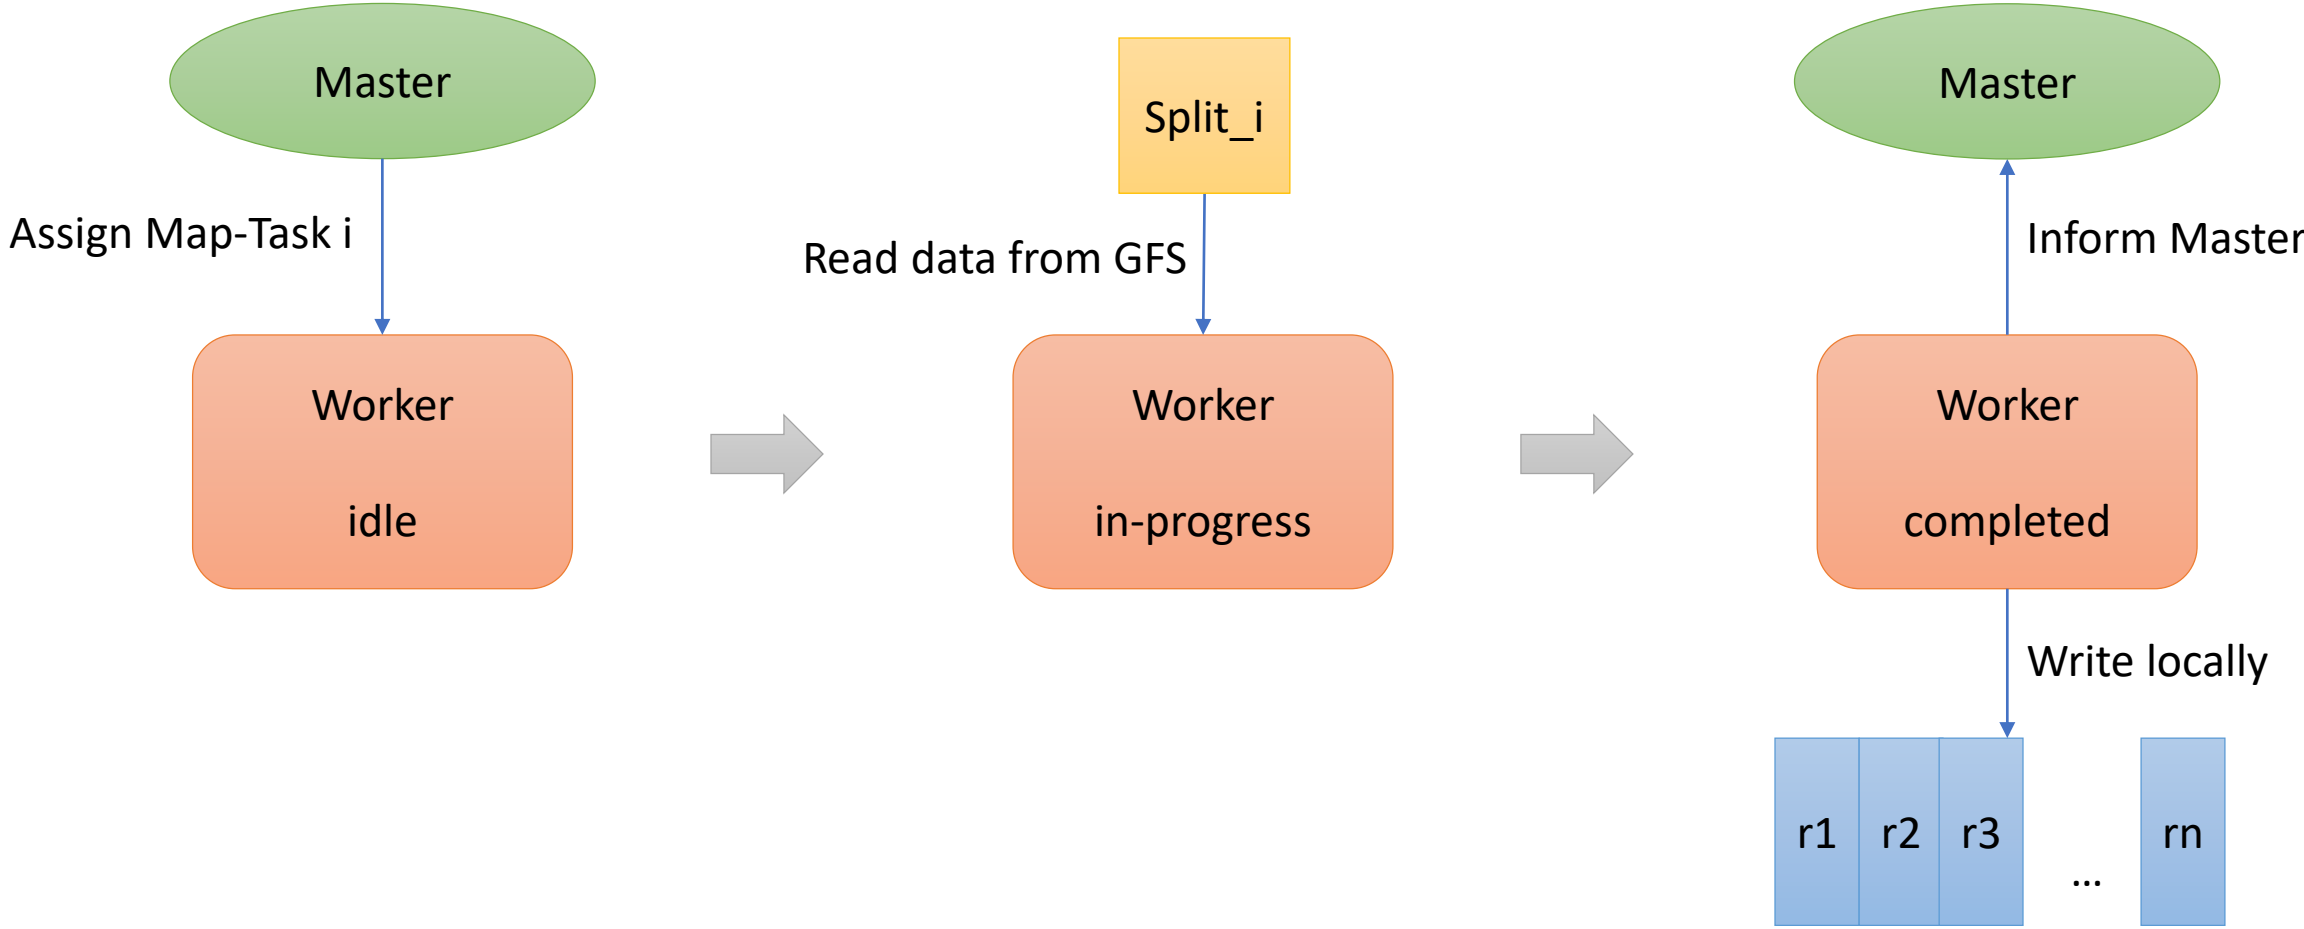 Master
Assign Map-Task i
Worker
idle
Split_i
Read data from GFS
Worker
in-progress
Master
Inform Master
Worker
completed
Write locally
r1 r2 r3 ... rn